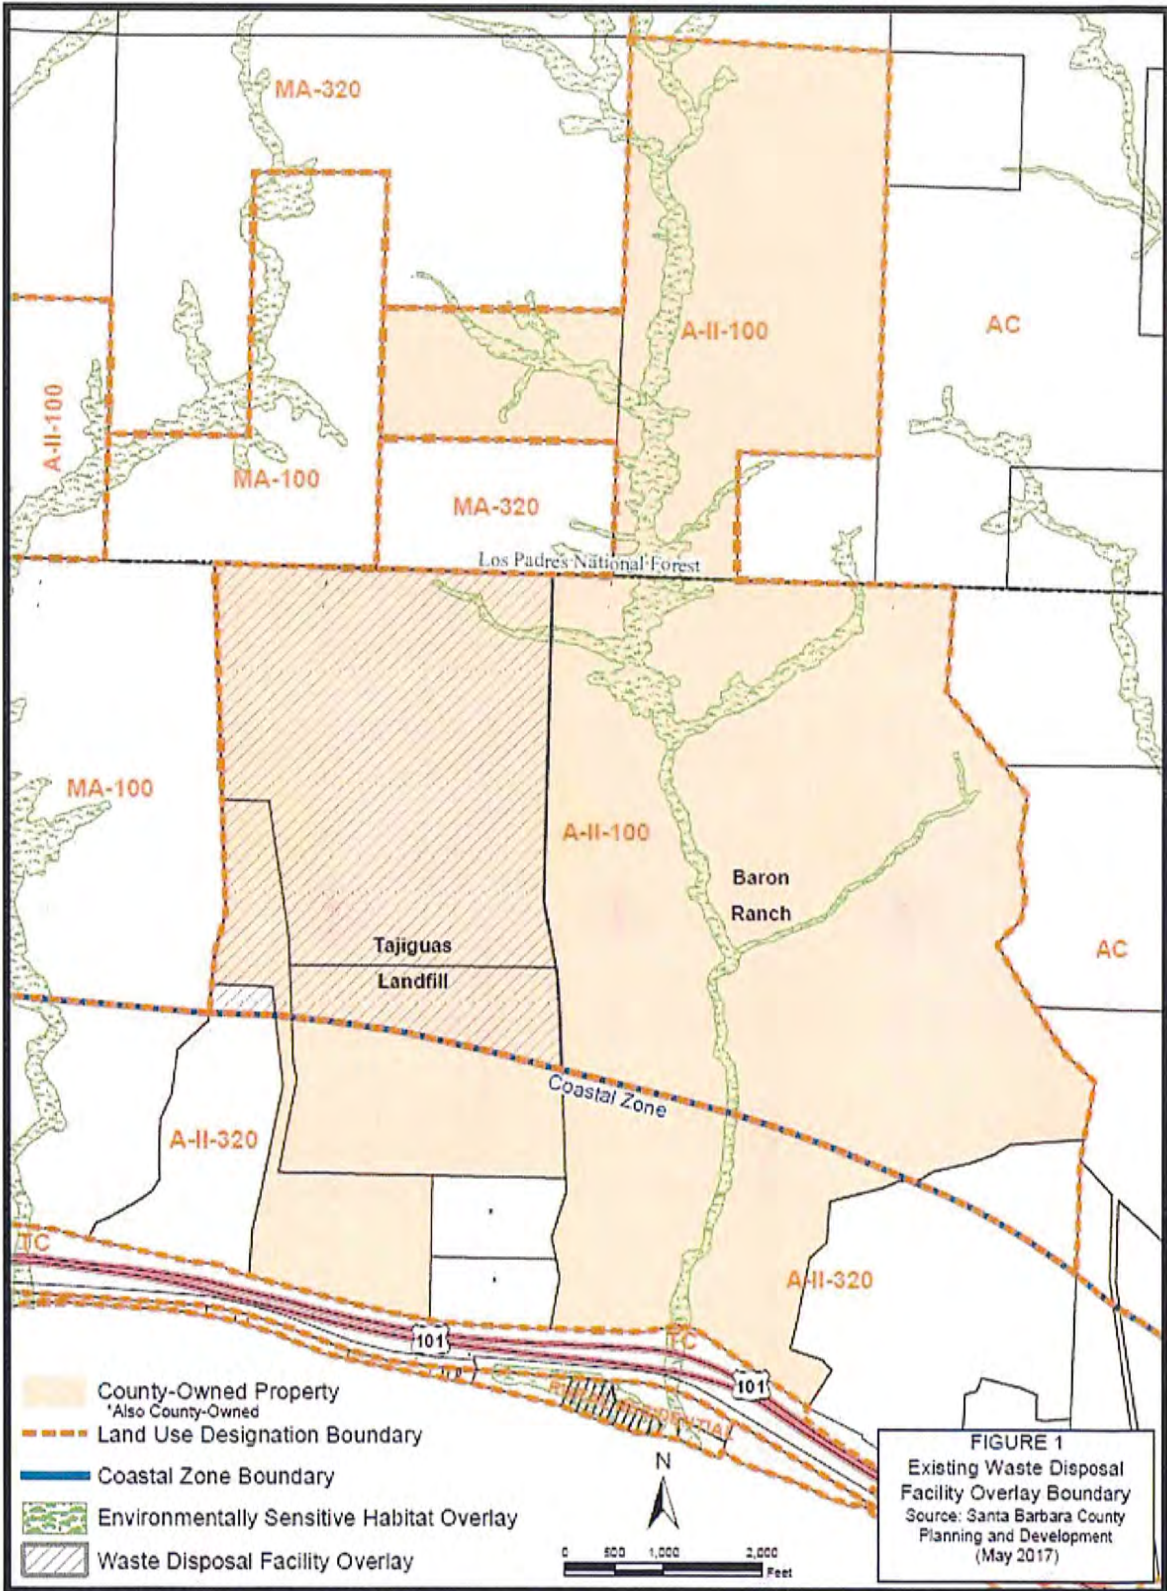 MA-320
A-II-100
AC
A-II-100
MA-100
MA-320
Los Padres National Forest
MA-100
A-II-100
Baron
Ranch
Tajiguas
Landfill
AC
Coastal Zone
A-II-320
TC
A-II-320
101
TC
101
County-Owned Property
*Also County-Owned
Land Use Designation Boundary
Coastal Zone Boundary
Environmentally Sensitive Habitat Overlay
Waste Disposal Facility Overlay
N
0 500 1,000 2,000
Feet
FIGURE 1
Existing Waste Disposal
Facility Overlay Boundary
Source: Santa Barbara County
Planning and Development
(May 2017)